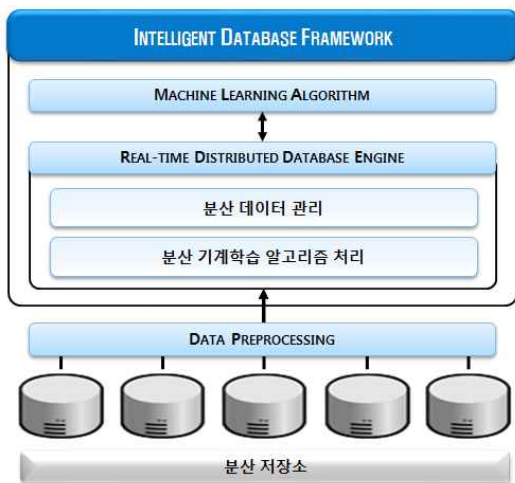 INTELLIGENT DATABASE FRAMEWORK
MACHINE LEARNING ALGORITHM
REAL-TIME DISTRIBUTED DATABASE ENGINE
분산 데이터 관리
분산 기계학습 알고리즘 처리
DATA PREPROCESSING
분산 저장소